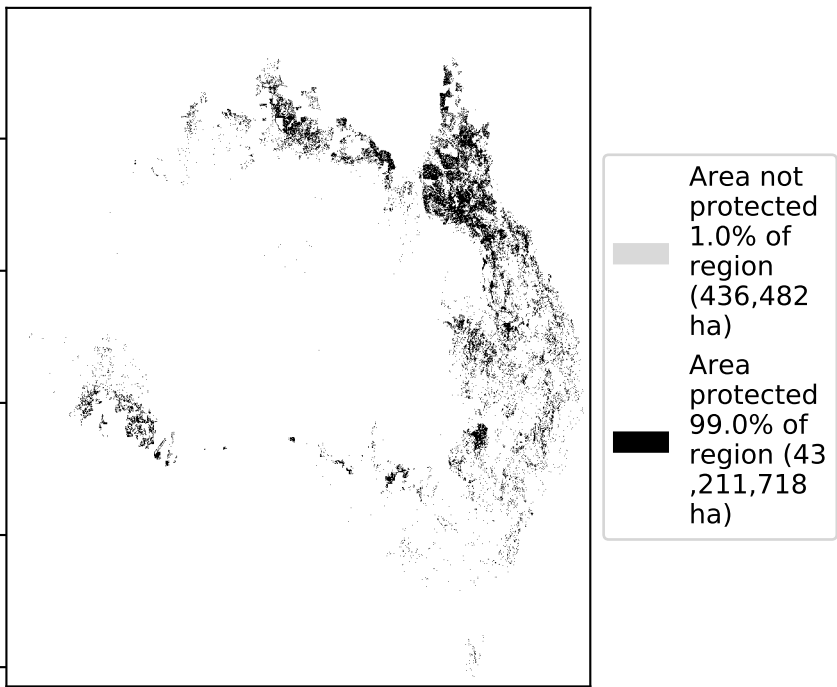 Area not
protected
1.0% of
region
(436,482
ha)
Area
protected
99.0% of
region (43
,211,718
ha)